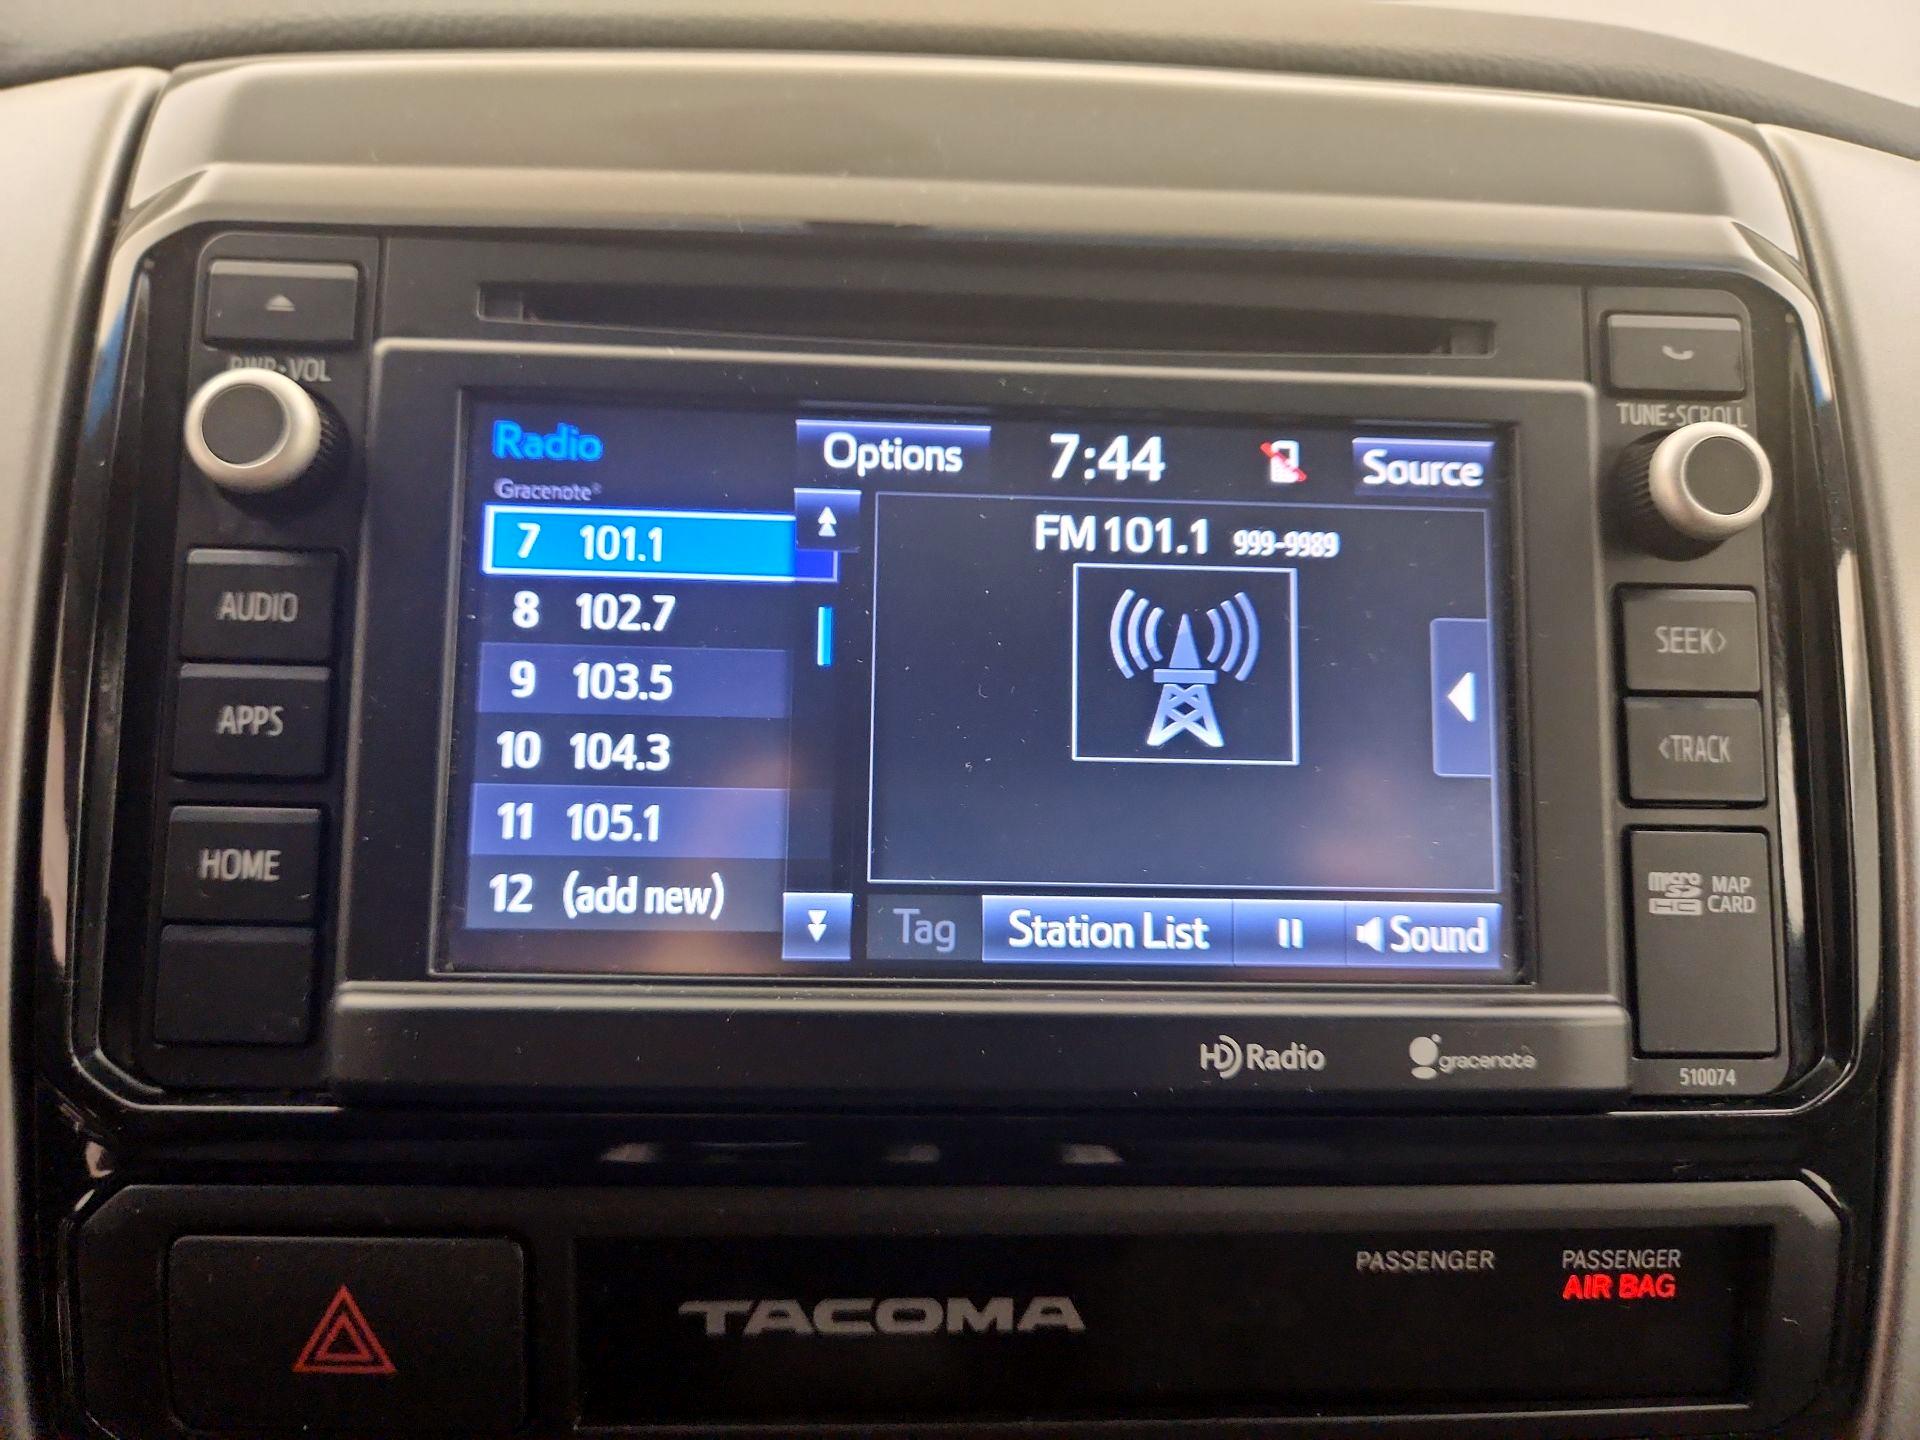 PWR•VOL
TUNE•SCROLL
Radio
Options
7:44
Source
Gracenote®
7 101.1
8 102.7
9 103.5
10 104.3
11 105.1
12 (add new)
FM 101.1 999-9989
Tag
Station List
Sound
AUDIO
APPS
HOME
SEEK>
<TRACK
micro SD HC
MAP
CARD
HD Radio
gracenote
510074
TACOMA
PASSENGER
PASSENGER
AIR BAG